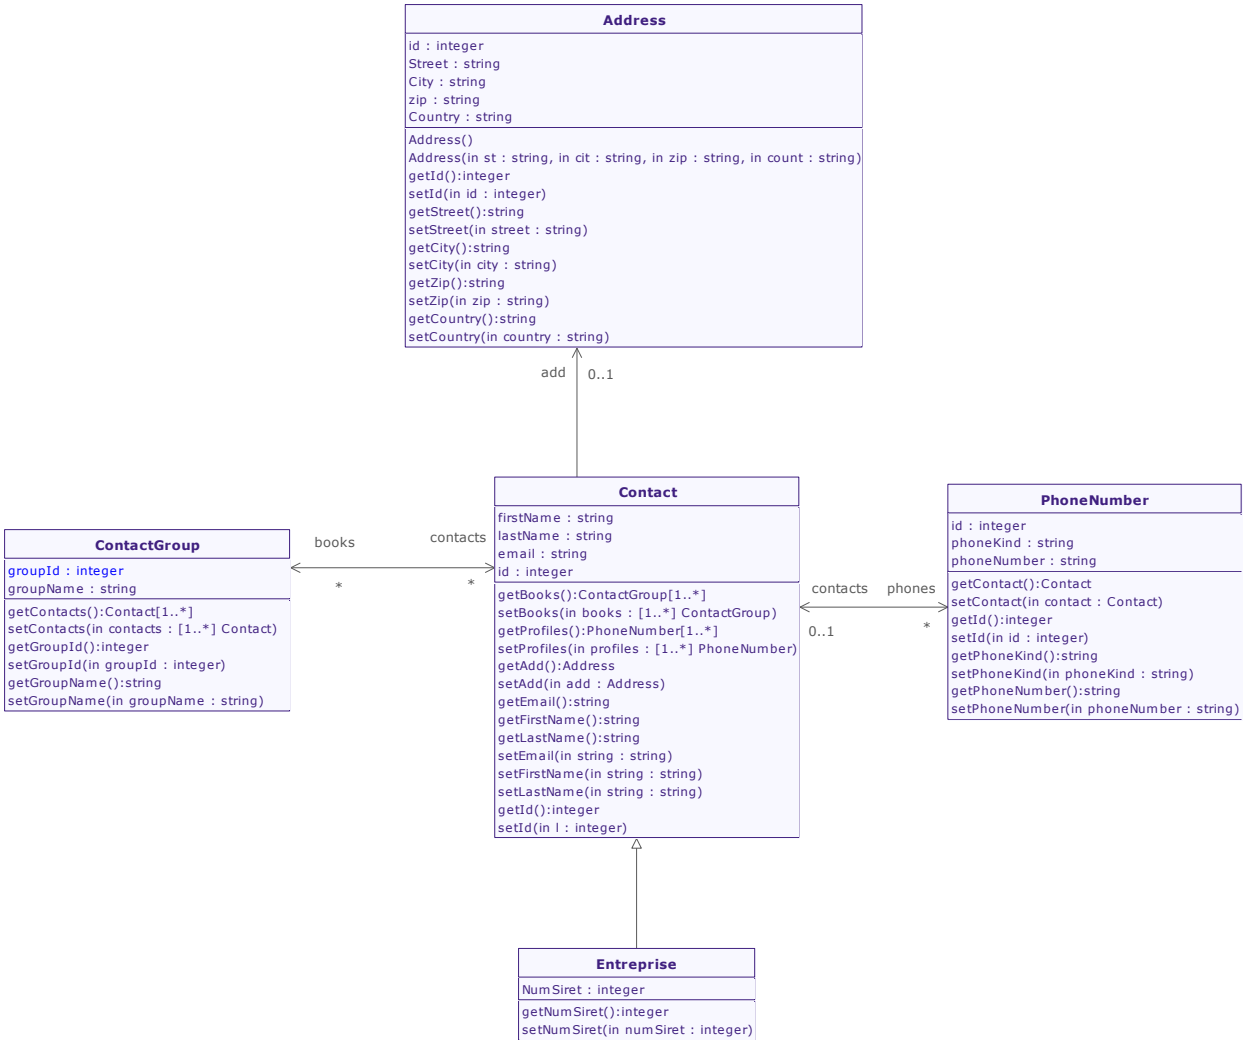 Address
id : integer
Street : string
City : string
zip : string
Country : string
Address()
Address(in st : string, in cit : string, in zip : string, in count : string)
getId():integer
setId(in id : integer)
getStreet():string
setStreet(in street : string)
getCity():string
setCity(in city : string)
getZip():string
setZip(in zip : string)
getCountry():string
setCountry(in country : string)
add
0..1
ContactGroup
groupId : integer
groupName : string
getContacts():Contact[1..*]
setContacts(in contacts : [1..*] Contact)
getGroupId():integer
setGroupId(in groupId : integer)
getGroupName():string
setGroupName(in groupName : string)
books
*
contacts
*
Contact
firstName : string
lastName : string
email : string
id : integer
getBooks():ContactGroup[1..*]
setBooks(in books : [1..*] ContactGroup)
getProfiles():PhoneNumber[1..*]
setProfiles(in profiles : [1..*] PhoneNumber)
getAdd():Address
setAdd(in add : Address)
getEmail():string
getFirstName():string
getLastName():string
setEmail(in string : string)
setFirstName(in string : string)
setLastName(in string : string)
getId():integer
setId(in l : integer)
contacts
0..1
phones
*
PhoneNumber
id : integer
phoneKind : string
phoneNumber : string
getContact():Contact
setContact(in contact : Contact)
getId():integer
setId(in id : integer)
getPhoneKind():string
setPhoneKind(in phoneKind : string)
getPhoneNumber():string
setPhoneNumber(in phoneNumber : string)
Entreprise
NumSiret : integer
getNumSiret():integer
setNumSiret(in numSiret : integer)